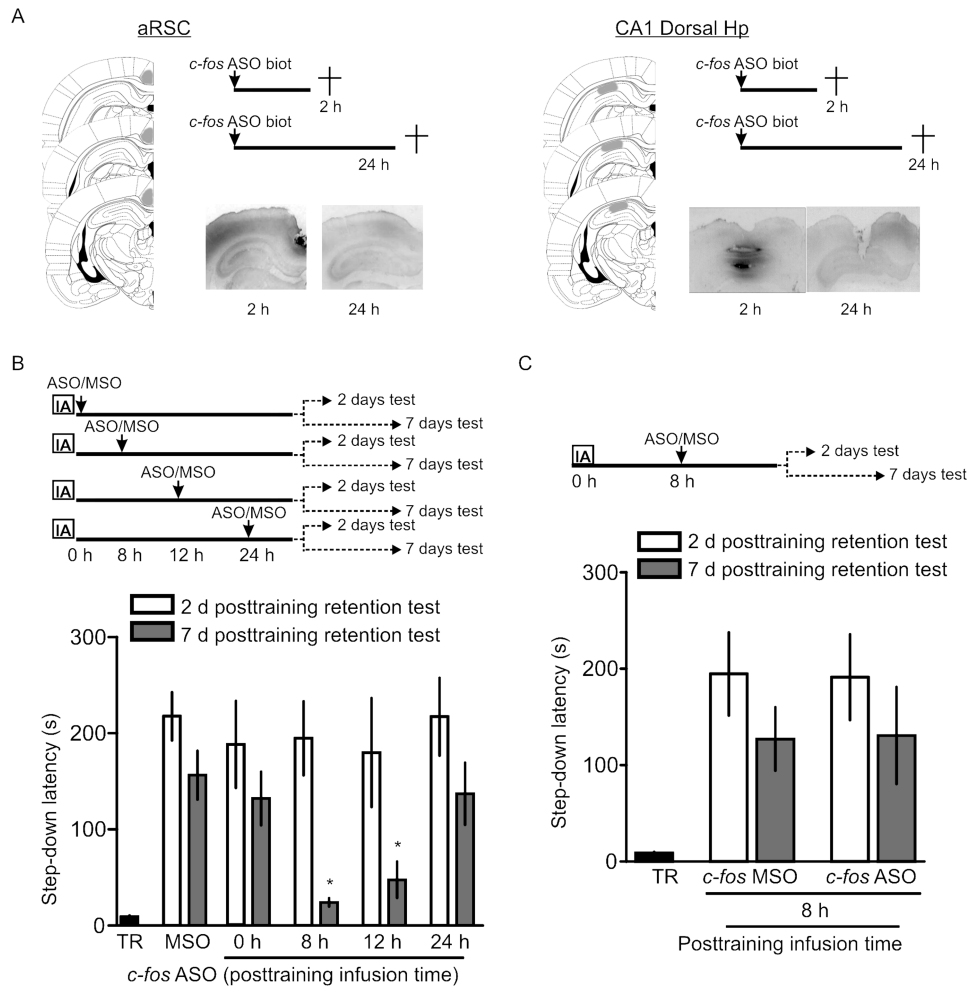 A
aRSC
c-fos ASO biot
2 h
c-fos ASO biot
24 h
2 h
24 h
CA1 Dorsal Hp
c-fos ASO biot
2 h
c-fos ASO biot
24 h
2 h
24 h
B
ASO/MSO
IA
2 days test
7 days test
ASO/MSO
IA
2 days test
7 days test
ASO/MSO
IA
2 days test
7 days test
ASO/MSO
IA
2 days test
7 days test
0 h 8 h 12 h 24 h
2 d posttraining retention test
7 d posttraining retention test
Step-down latency (s)
300
200
100
0
* *
TR MSO 0 h 8 h 12 h 24 h
c-fos ASO (posttraining infusion time)
C
ASO/MSO
IA
0 h 8 h
2 days test
7 days test
2 d posttraining retention test
7 d posttraining retention test
Step-down latency (s)
300
200
100
0
TR c-fos MSO c-fos ASO
8 h
Posttraining infusion time